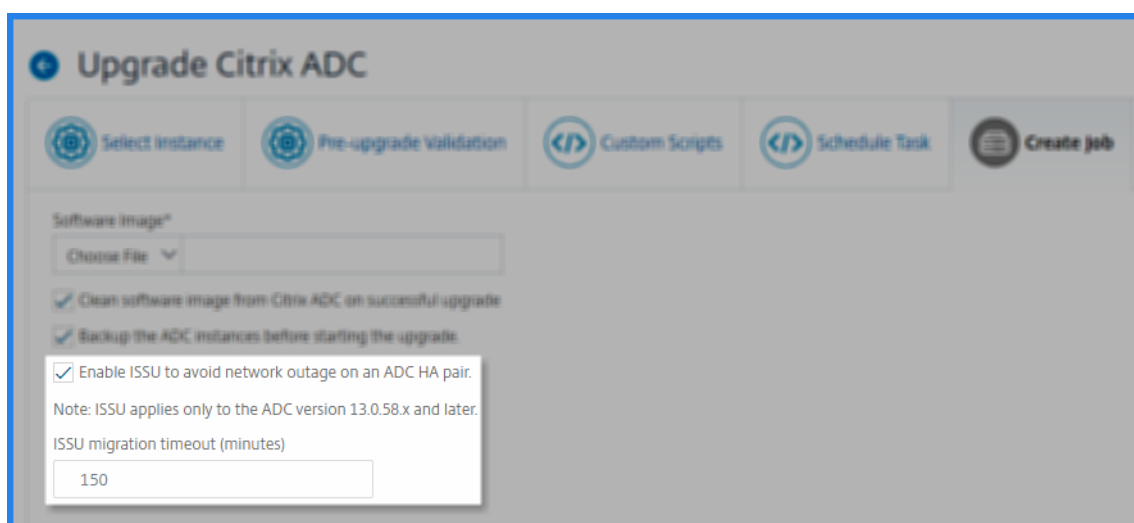 Upgrade Citrix ADC
Select Instance
Pre-upgrade Validation
Custom Scripts
Schedule Task
Create Job
Software Image*
Choose File
Clean software image from Citrix ADC on successful upgrade
Backup the ADC instances before starting the upgrade.
Enable ISSU to avoid network outage on an ADC HA pair.
Note: ISSU applies only to the ADC version 13.0.58.x and later.
ISSU migration timeout (minutes)
150